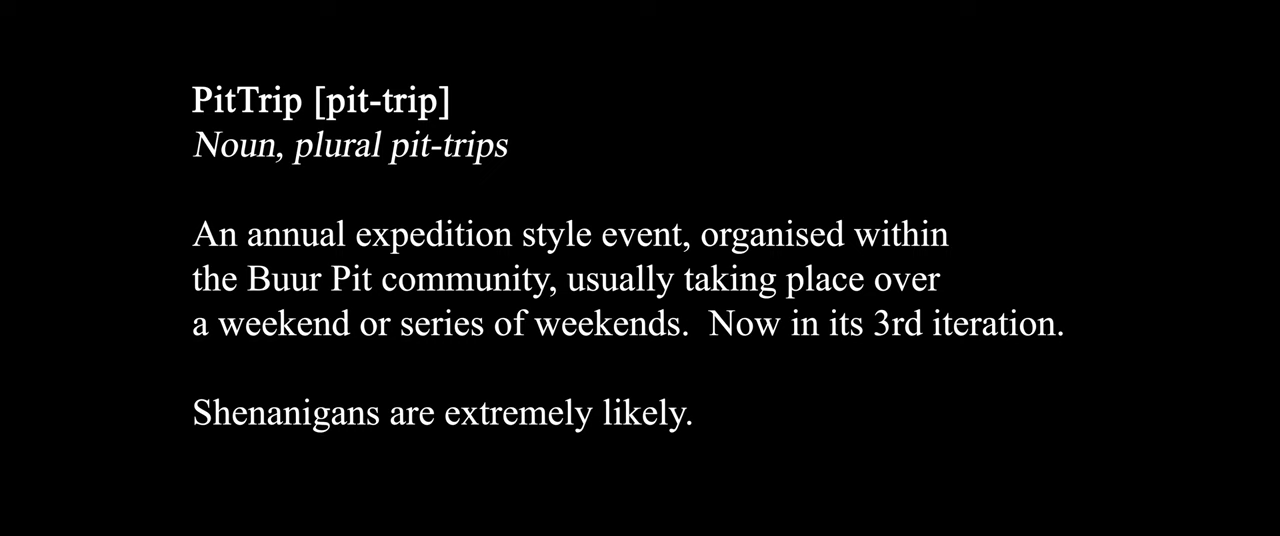 PitTrip [pit-trip]
Noun, plural pit-trips
An annual expedition style event, organised within
the Buur Pit community, usually taking place over
a weekend or series of weekends.  Now in its 3rd iteration.
Shenanigans are extremely likely.